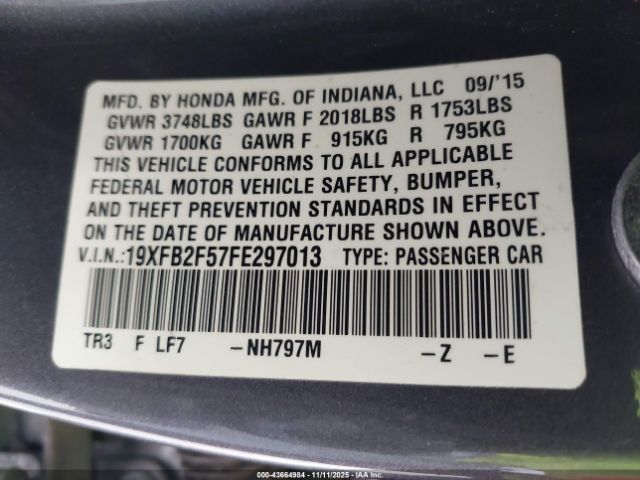 MFD. BY HONDA MFG. OF INDIANA, LLC 09/'15
GVWR 3748LBS GAWR F 2018LBS R 1753LBS
GVWR 1700KG GAWR F 915KG R 795KG
THIS VEHICLE CONFORMS TO ALL APPLICABLE
FEDERAL MOTOR VEHICLE SAFETY, BUMPER,
AND THEFT PREVENTION STANDARDS IN EFFECT
ON THE DATE OF MANUFACTURE SHOWN ABOVE.
V.I.N.:19XFB2F57FE297013 TYPE: PASSENGER CAR
TR3 F LF7 -NH797M -Z -E
000-43664984 | 11/11/2025 | IAAI.COM